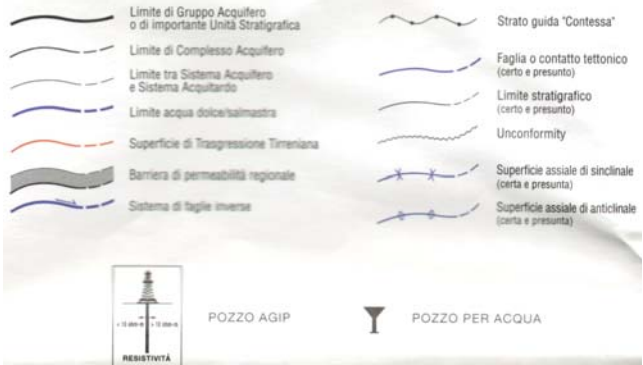 Limite di Gruppo Acquifero
o di importante Unità Stratigrafica
Limite di Complesso Acquifero
Limite tra Sistema Acquifero
e Sistema Acquitardo
Limite acqua dolce/salmastra
Superficie di Trasgressione Tirreniana
Barriera di permeabilità regionale
Sistema di faglie inverse
Strato guida "Contessa"
Faglia o contatto tettonico
(certo e presunto)
Limite stratigrafico
(certo e presunto)
Unconformity
Superficie assiale di sinclinale
(certa e presunta)
Superficie assiale di anticlinale
(certa e presunta)
RESISTIVITÁ
POZZO AGIP
POZZO PER ACQUA